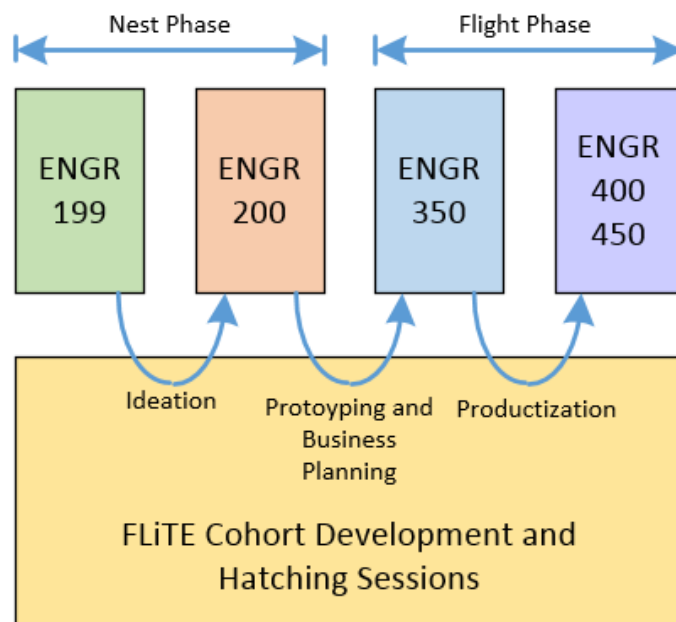 Nest Phase
Flight Phase
ENGR
199
ENGR
200
ENGR
350
ENGR
400
450
Ideation
Protoyping and
Business
Planning
Productization
FLiTE Cohort Development and
Hatching Sessions